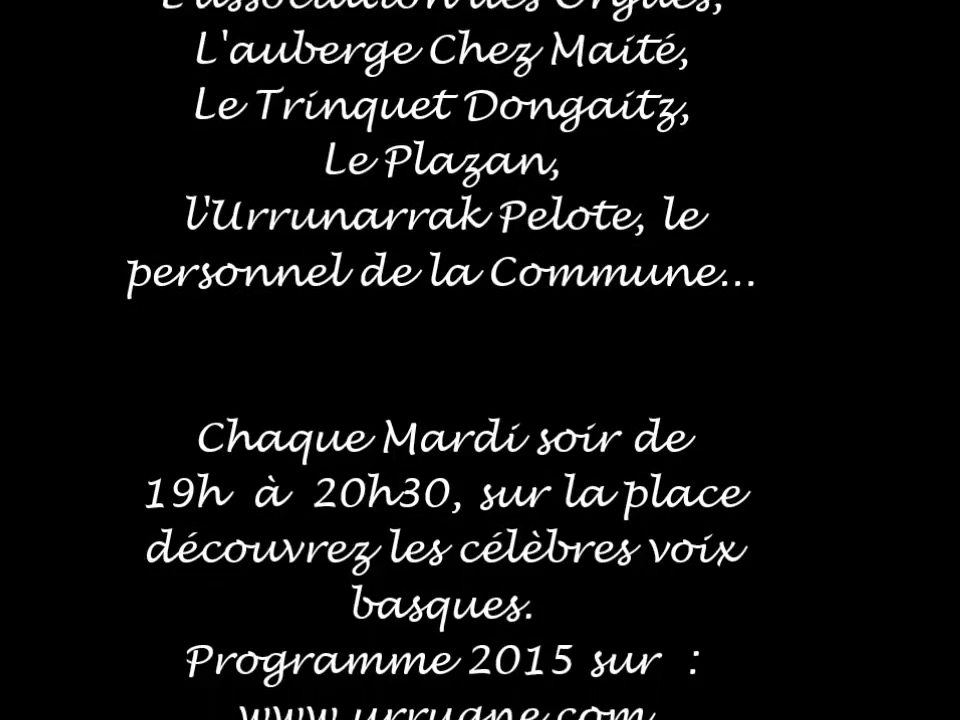 L'association des Orgues,
L'auberge Chez Maité,
Le Trinquet Dongaitz,
Le Plazan,
l'Urrunarrak Pelote, le
personnel de la Commune...
Chaque Mardi soir de
19h à 20h30, sur la place
découvrez les célèbres voix
basques.
Programme 2015 sur :
www.urrugne.com